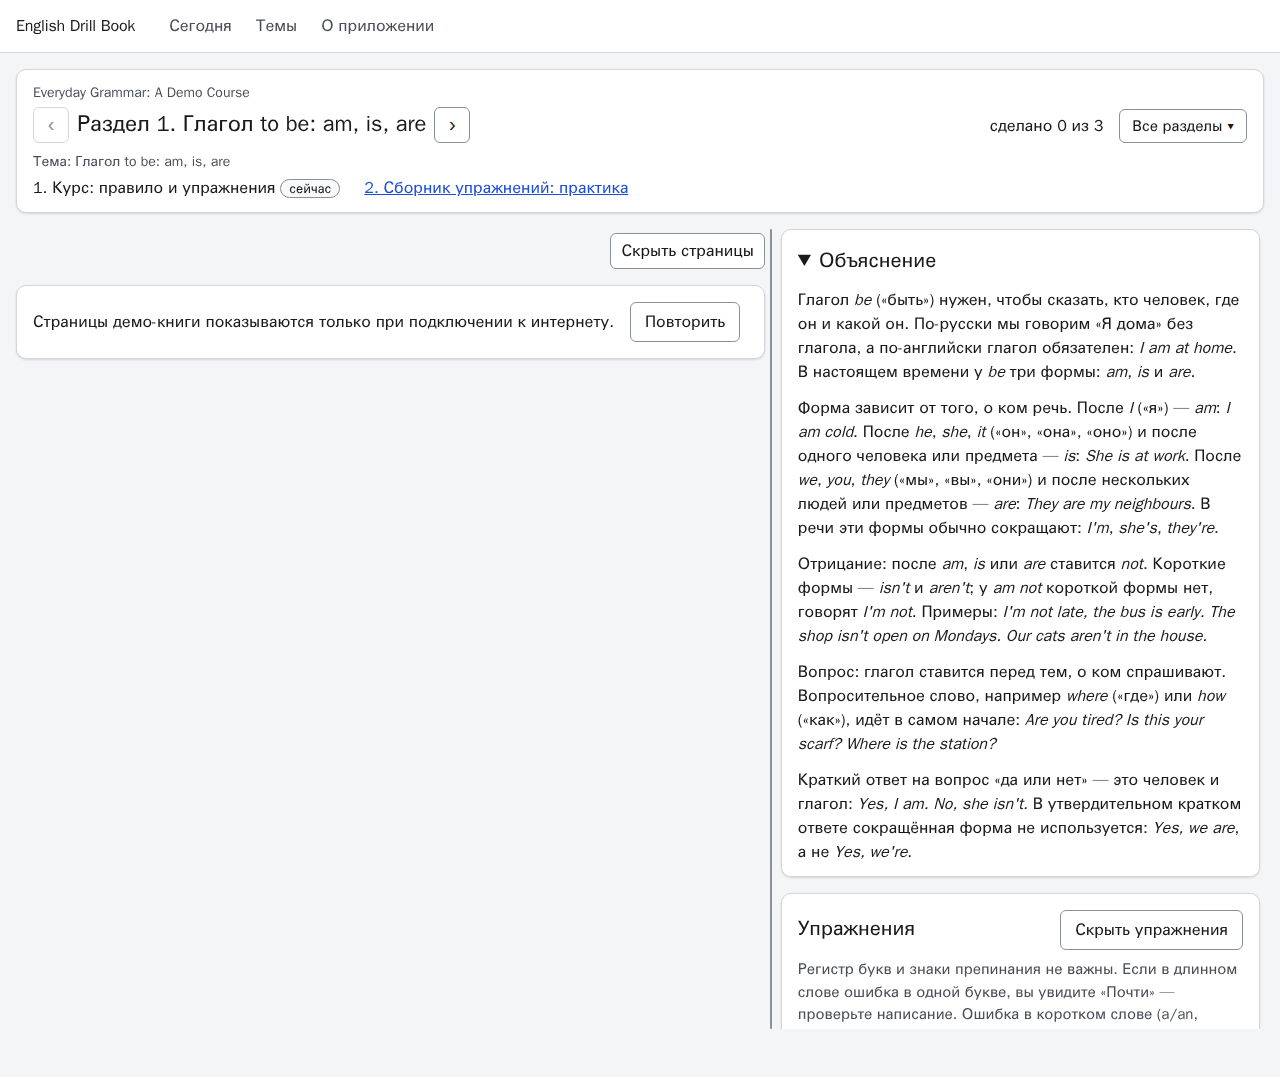 English Drill Book Сегодня Темы О приложении
Everyday Grammar: A Demo Course
‹ Раздел 1. Глагол to be: am, is, are ›
сделано 0 из 3 Все разделы ▾
Тема: Глагол to be: am, is, are
1. Курс: правило и упражнения сейчас 2. Сборник упражнений: практика
Скрыть страницы
Страницы демо-книги показываются только при подключении к интернету. Повторить
▼ Объяснение
Глагол be («быть») нужен, чтобы сказать, кто человек, где
он и какой он. По-русски мы говорим «Я дома» без
глагола, а по-английски глагол обязателен: I am at home.
В настоящем времени у be три формы: am, is и are.
Форма зависит от того, о ком речь. После I («я») — am: I
am cold. После he, she, it («он», «она», «оно») и после
одного человека или предмета — is: She is at work. После
we, you, they («мы», «вы», «они») и после нескольких
людей или предметов — are: They are my neighbours. В
речи эти формы обычно сокращают: I'm, she's, they're.
Отрицание: после am, is или are ставится not. Короткие
формы — isn't и aren't; у am not короткой формы нет,
говорят I'm not. Примеры: I'm not late, the bus is early. The
shop isn't open on Mondays. Our cats aren't in the house.
Вопрос: глагол ставится перед тем, о ком спрашивают.
Вопросительное слово, например where («где») или how
(«как»), идёт в самом начале: Are you tired? Is this your
scarf? Where is the station?
Краткий ответ на вопрос «да или нет» — это человек и
глагол: Yes, I am. No, she isn't. В утвердительном кратком
ответе сокращённая форма не используется: Yes, we are,
а не Yes, we're.
Упражнения Скрыть упражнения
Регистр букв и знаки препинания не важны. Если в длинном
слове ошибка в одной букве, вы увидите «Почти» —
проверьте написание. Ошибка в коротком слове (a/an,